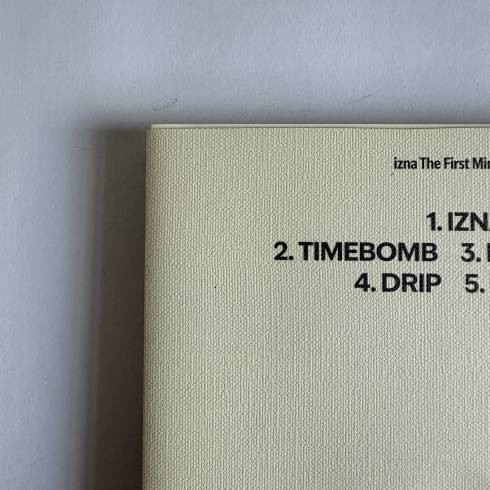 izna The First Mi
1. IZN
2. TIMEBOMB 3.
4. DRIP 5.